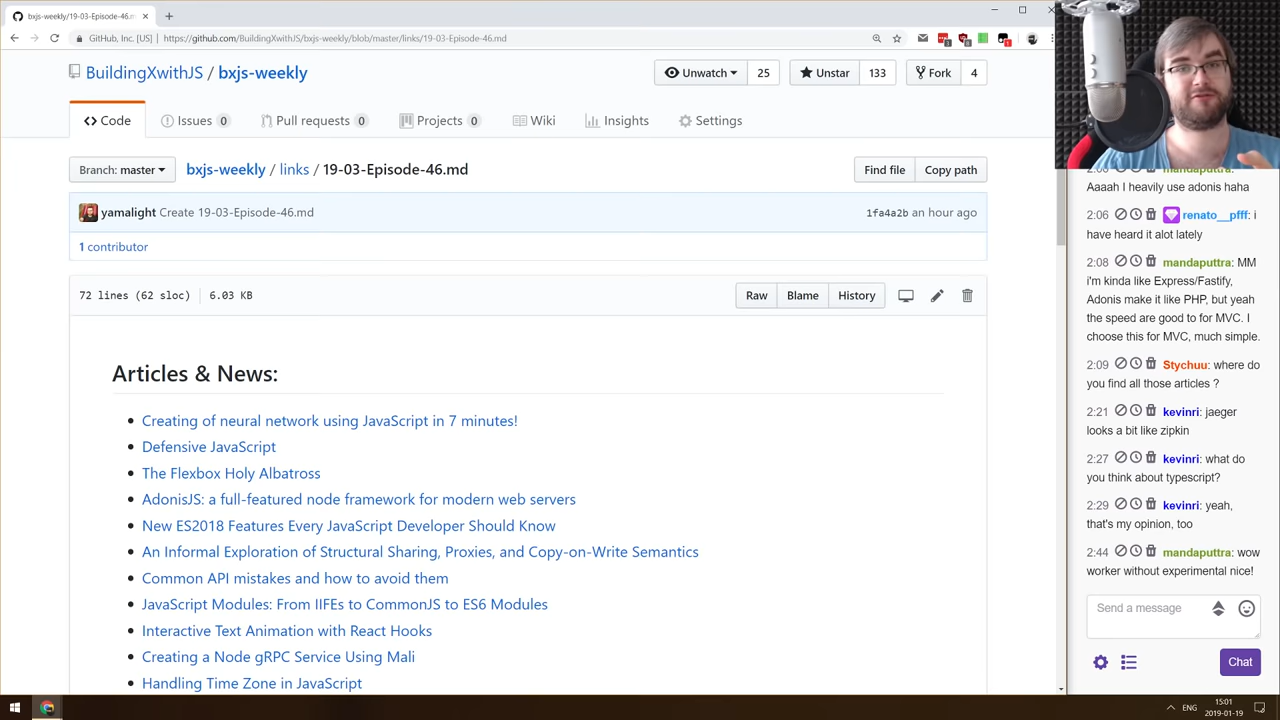 bxjs-weekly/19-03-Episode-46.m
GitHub, Inc. [US] | https://github.com/BuildingXwithJS/bxjs-weekly/blob/master/links/19-03-Episode-46.md
BuildingXwithJS / bxjs-weekly
Unwatch 25
Unstar 133
Fork 4
Code
Issues 0
Pull requests 0
Projects 0
Wiki
Insights
Settings
Branch: master
bxjs-weekly / links / 19-03-Episode-46.md
Find file
Copy path
yamalight Create 19-03-Episode-46.md
1fa4a2b an hour ago
1 contributor
72 lines (62 sloc) 6.03 KB
Raw
Blame
History
Articles & News:
Creating of neural network using JavaScript in 7 minutes!
Defensive JavaScript
The Flexbox Holy Albatross
AdonisJS: a full-featured node framework for modern web servers
New ES2018 Features Every JavaScript Developer Should Know
An Informal Exploration of Structural Sharing, Proxies, and Copy-on-Write Semantics
Common API mistakes and how to avoid them
JavaScript Modules: From IIFEs to CommonJS to ES6 Modules
Interactive Text Animation with React Hooks
Creating a Node gRPC Service Using Mali
Handling Time Zone in JavaScript
mandaputtra:
Aaaah I heavily use adonis haha
2:06 renato__pfff: i
have heard it alot lately
2:08 mandaputtra: MM
i'm kinda like Express/Fastify,
Adonis make it like PHP, but yeah
the speed are good to for MVC. I
choose this for MVC, much simple.
2:09 Stychuu: where do
you find all those articles ?
2:21 kevinri: jaeger
looks a bit like zipkin
2:27 kevinri: what do
you think about typescript?
2:29 kevinri: yeah,
that's my opinion, too
2:44 mandaputtra: wow
worker without experimental nice!
Send a message
Chat
ENG
15:01
2019-01-19